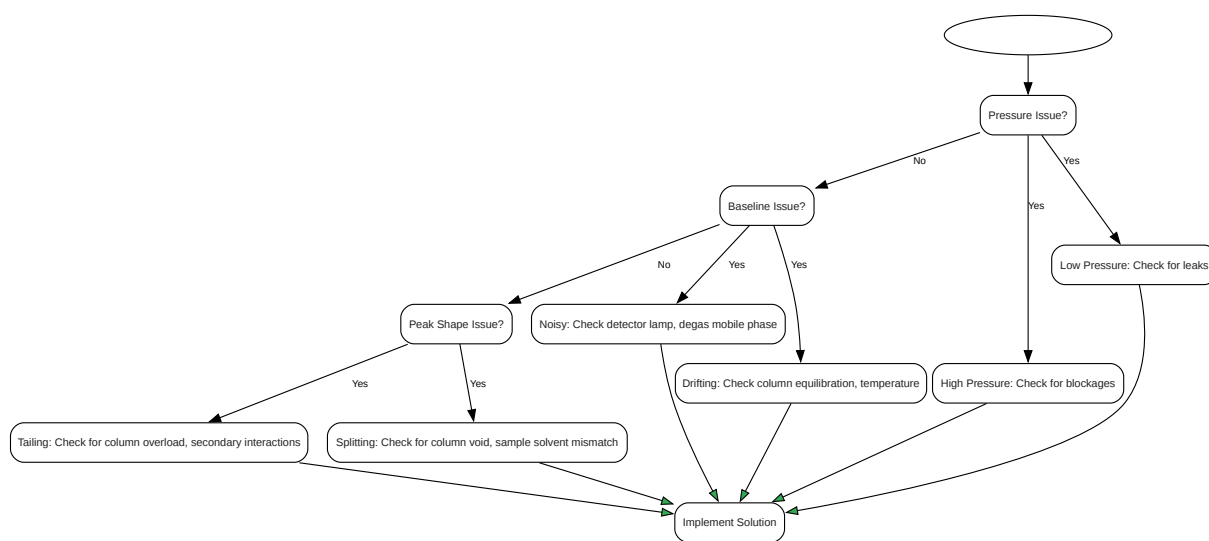 Pressure Issue?
No
Yes
Yes
Baseline Issue?
Low Pressure: Check for leaks
No
Yes
Yes
Peak Shape Issue?
Noisy: Check detector lamp, degas mobile phase
Yes
Yes
Drifting: Check column equilibration, temperature
High Pressure: Check for blockages
Tailing: Check for column overload, secondary interactions
Splitting: Check for column void, sample solvent mismatch
Implement Solution